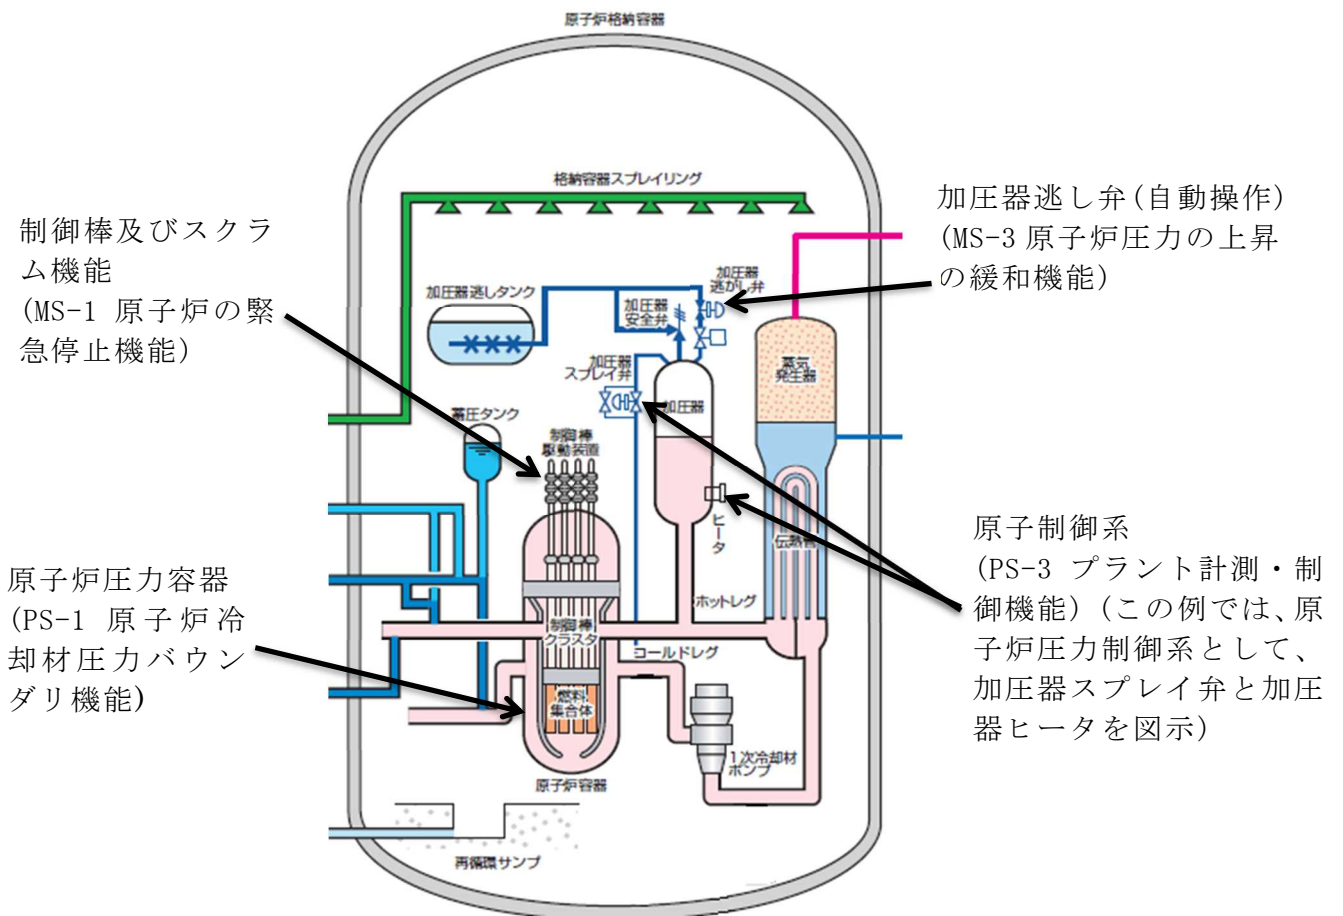 原子炉格納容器
格納容器スプレイリング
制御棒及びスクラ
ム機能
(MS-1 原子炉の緊
急停止機能)
加圧器逃し弁(自動操作)
(MS-3 原子炉圧力の上昇
の緩和機能)
加圧器逃しタンク
加圧器
安全弁
加圧器
逃がし弁
加圧器
スプレイ弁
加圧器
蒸気
発生器
蓄圧タンク
制御棒
駆動装置
ヒータ
伝熱管
原子制御系
(PS-3 プラント計測・制
御機能)(この例では、原
子炉圧力制御系として、
加圧器スプレイ弁と加圧
器ヒータを図示)
原子炉圧力容器
(PS-1 原子炉冷
却材圧力バウン
ダリ機能)
ホットレグ
制御棒
クラスタ
コールドレグ
燃料
集合体
1次冷却材
ポンプ
原子炉容器
再循環サンプ